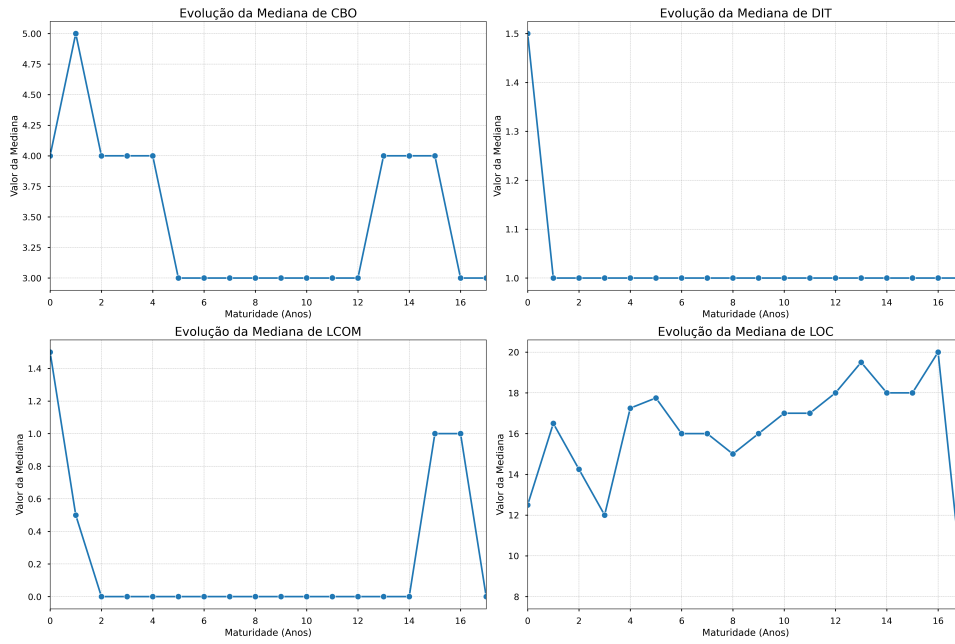 Evolução da Mediana de CBO
Valor da Mediana
5.00
4.75
4.50
4.25
4.00
3.75
3.50
3.25
3.00
0 2 4 6 8 10 12 14 16
Maturidade (Anos)
Evolução da Mediana de DIT
Valor da Mediana
1.5
1.4
1.3
1.2
1.1
1.0
0 2 4 6 8 10 12 14 16
Maturidade (Anos)
Evolução da Mediana de LCOM
Valor da Mediana
1.4
1.2
1.0
0.8
0.6
0.4
0.2
0.0
0 2 4 6 8 10 12 14 16
Maturidade (Anos)
Evolução da Mediana de LOC
Valor da Mediana
20
18
16
14
12
10
8
0 2 4 6 8 10 12 14 16
Maturidade (Anos)